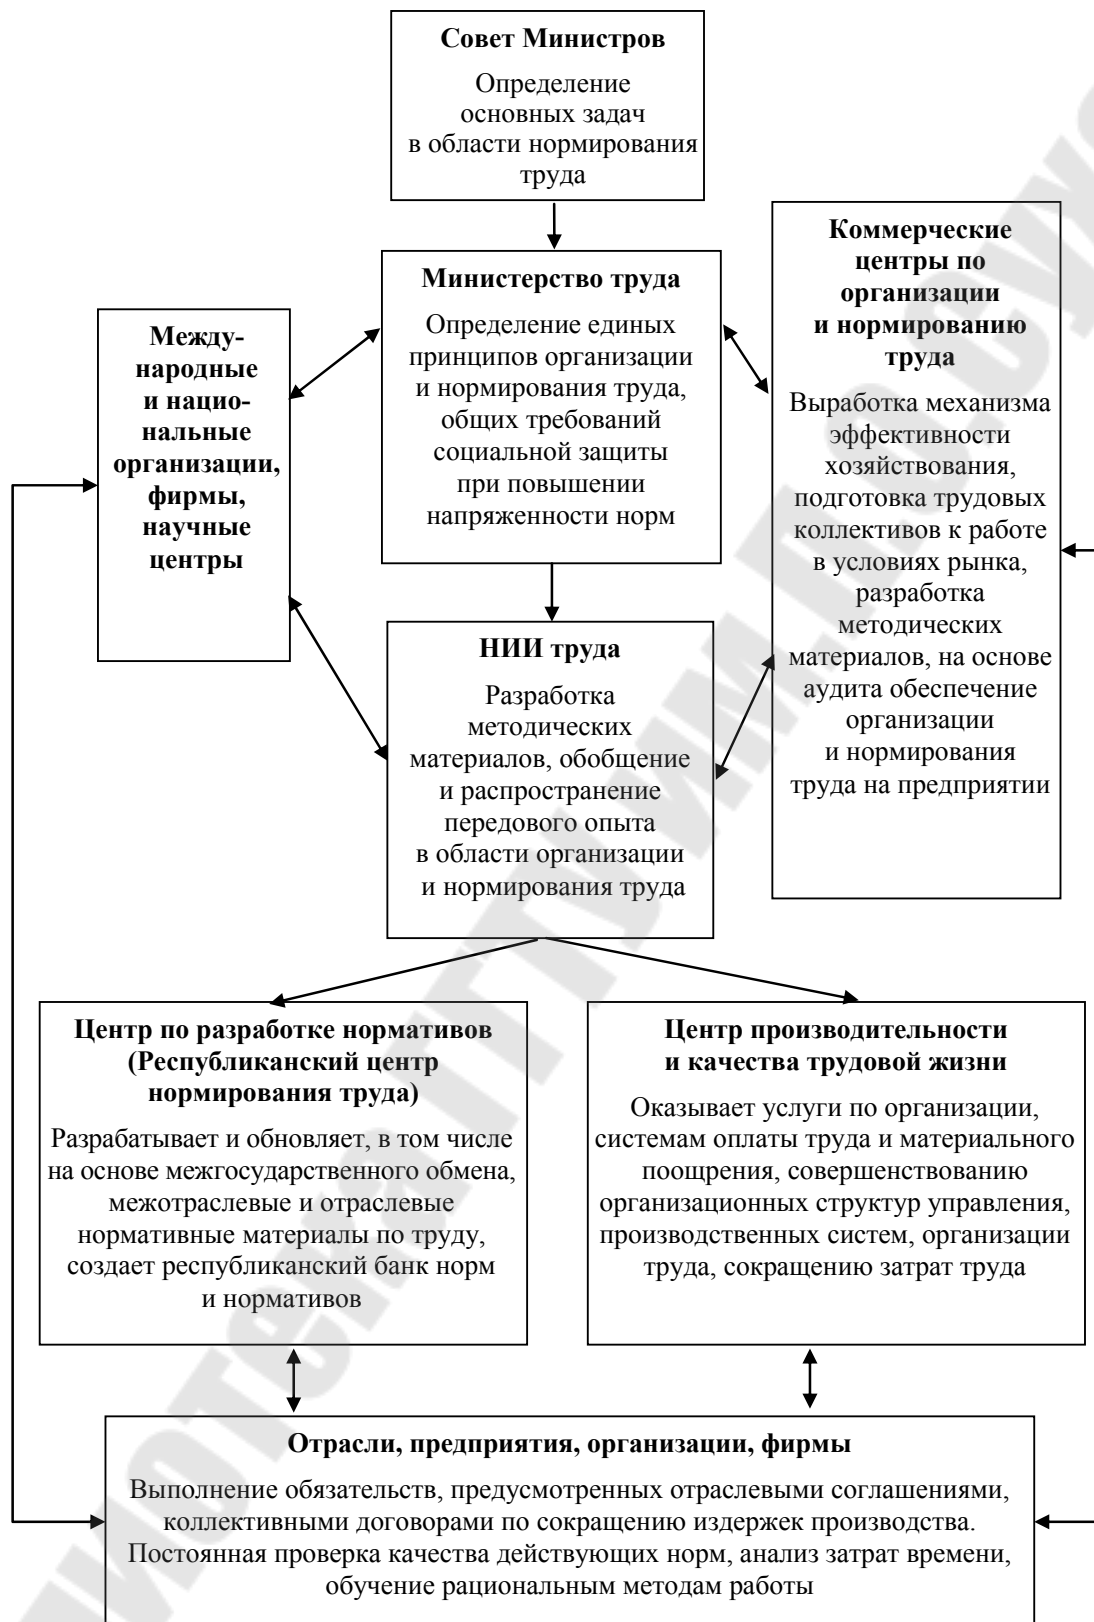 Совет Министров
Определение
основных задач
в области нормирования
труда
Министерство труда
Определение единых
принципов организации
и нормирования труда,
общих требований
социальной защиты
при повышении
напряженности норм
Между-
народные
и нацио-
нальные
организации,
фирмы,
научные
центры
Коммерческие
центры по
организации
и нормированию
труда
Выработка механизма
эффективности
хозяйствования,
подготовка трудовых
коллективов к работе
в условиях рынка,
разработка
методических
материалов, на основе
аудита обеспечение
организации
и нормирования
труда на предприятии
НИИ труда
Разработка
методических
материалов, обобщение
и распространение
передового опыта
в области организации
и нормирования труда
Центр по разработке нормативов
(Республиканский центр
нормирования труда)
Разрабатывает и обновляет, в том числе
на основе межгосударственного обмена,
межотраслевые и отраслевые
нормативные материалы по труду,
создает республиканский банк норм
и нормативов
Центр производительности
и качества трудовой жизни
Оказывает услуги по организации,
системам оплаты труда и материального
поощрения, совершенствованию
организационных структур управления,
производственных систем, организации
труда, сокращению затрат труда
Отрасли, предприятия, организации, фирмы
Выполнение обязательств, предусмотренных отраслевыми соглашениями,
коллективными договорами по сокращению издержек производства.
Постоянная проверка качества действующих норм, анализ затрат времени,
обучение рациональным методам работы